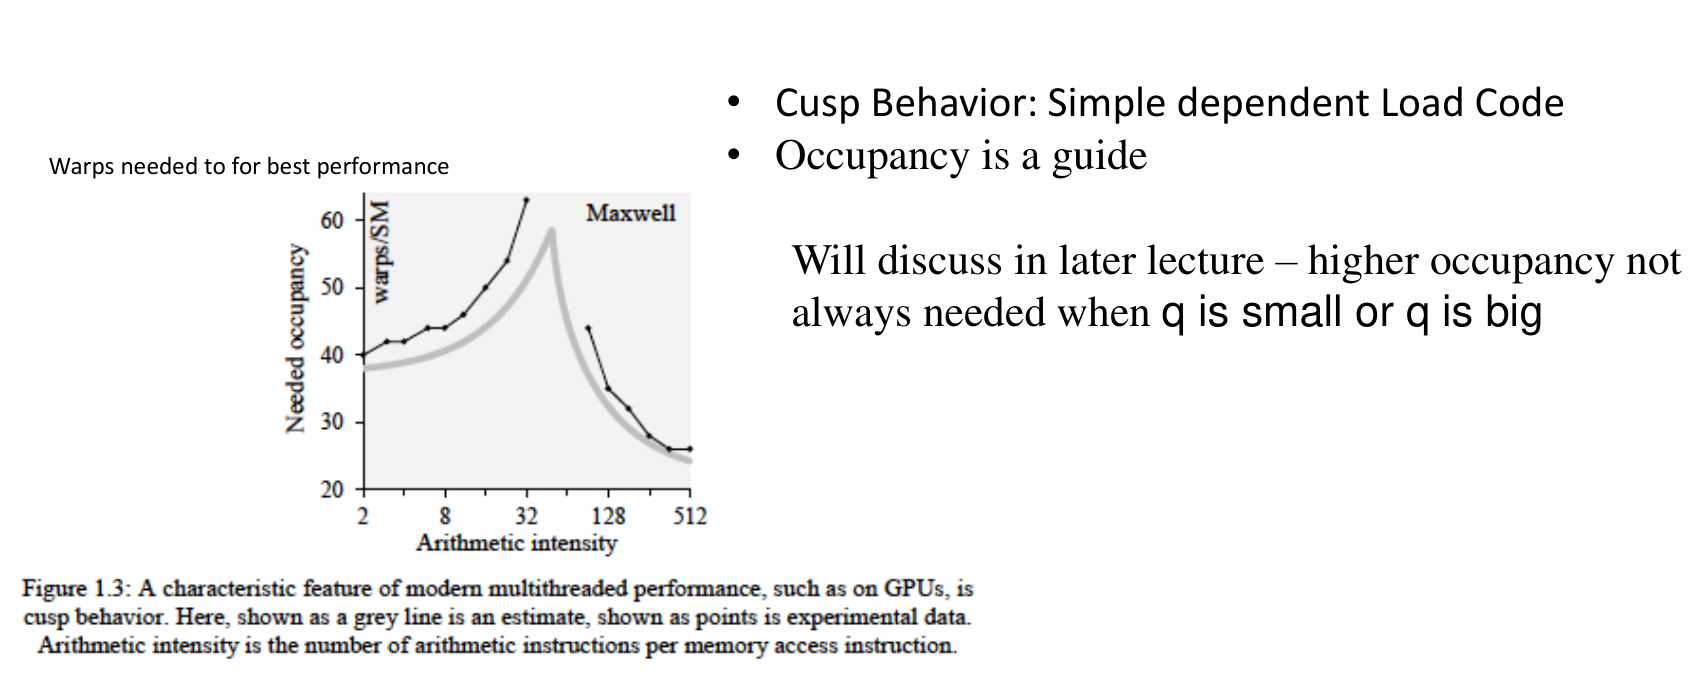 • Cusp Behavior: Simple dependent Load Code
• Occupancy is a guide
Will discuss in later lecture – higher occupancy not
always needed when q is small or q is big
Warps needed to for best performance
Needed occupancy
warps/SM
Maxwell
60
50
40
30
20
2 8 32 128 512
Arithmetic intensity
Figure 1.3: A characteristic feature of modern multithreaded performance, such as on GPUs, is
cusp behavior. Here, shown as a grey line is an estimate, shown as points is experimental data.
Arithmetic intensity is the number of arithmetic instructions per memory access instruction.